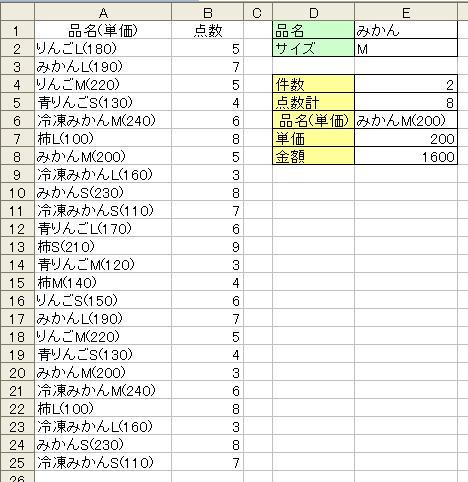 A B C D E
1 品名(単価) 点数 品名 みかん
2 りんごL(180) 5 サイズ M
3 みかんL(190) 7
4 りんごM(220) 5 件数 2
5 青りんごS(130) 4 点数計 8
6 冷凍みかんM(240) 6 品名(単価) みかんM(200)
7 柿L(100) 8 単価 200
8 みかんM(200) 5 金額 1600
9 冷凍みかんL(160) 3
10 みかんS(230) 8
11 冷凍みかんS(110) 7
12 青りんごL(170) 6
13 柿S(210) 9
14 青りんごM(120) 3
15 柿M(140) 4
16 りんごS(150) 6
17 みかんL(190) 7
18 りんごM(220) 5
19 青りんごS(130) 4
20 みかんM(200) 3
21 冷凍みかんM(240) 6
22 柿L(100) 8
23 冷凍みかんL(160) 3
24 みかんS(230) 8
25 冷凍みかんS(110) 7
26